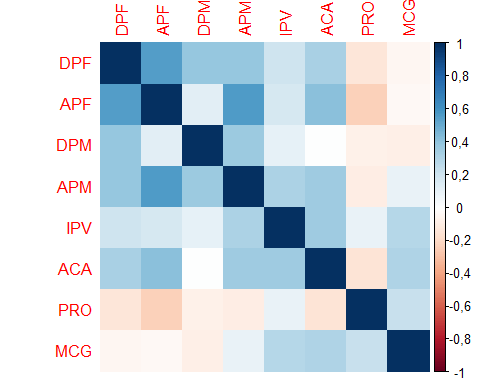 DPF APF DPM APM IPV ACA PRO MCG
DPF
APF
DPM
APM
IPV
ACA
PRO
MCG
1
0,8
0,6
0,4
0,2
0
-0,2
-0,4
-0,6
-0,8
-1